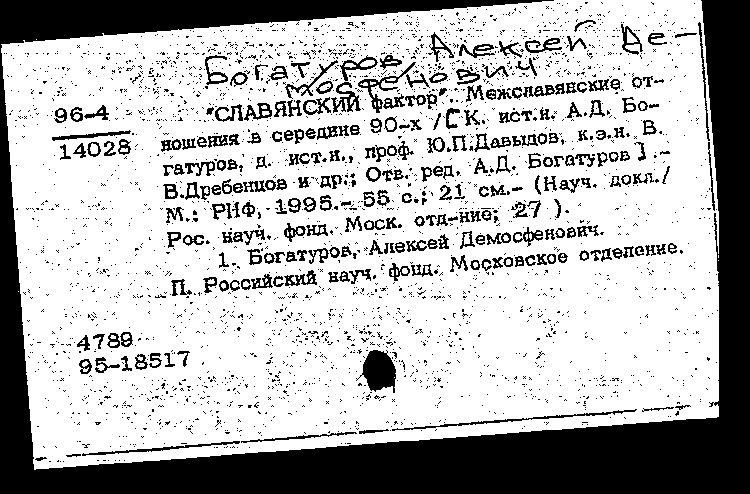 Богатуров Алексей Де-
мосфенович
96-4
14028
"СЛАВЯНСКИЙ фактор". Межславянские от-
ношения в середине 90-х /[ К. ист.н. А.Д. Бо-
гатуров, д. ист.н., проф. Ю.П.Давыдов, к.э.н. В.
В.Дребенцов и др.; Отв. ред. А.Д. Богатуров ] .-
М.: РНФ, 1995.- 55 с.; 21 см.- (Науч. докл./
Рос. науч. фонд. Моск. отд-ние; 27 ).
1. Богатуров, Алексей Демосфенович.
П. Российский науч. фонд. Московское отделение.
4789
95-18517